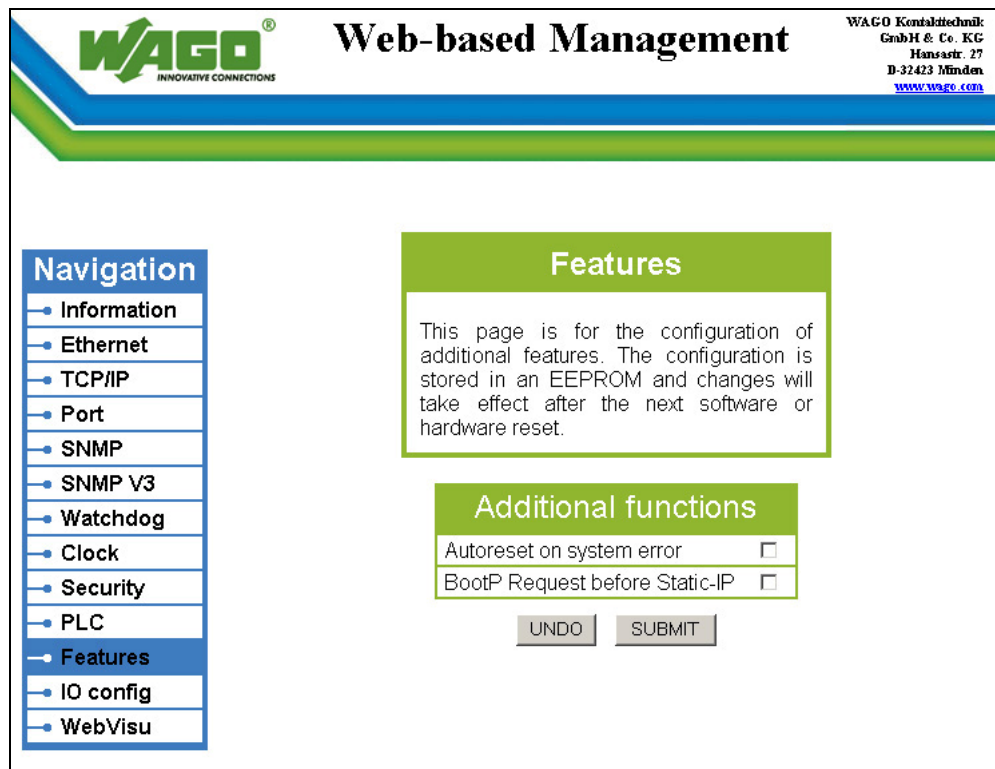 WAGO®
INNOVATIVE CONNECTIONS
Web-based Management
WAGO Kontakttechnik
GmbH & Co. KG
Hansastr. 27
D-32423 Minden
www.wago.com
Navigation
Information
Ethernet
TCP/IP
Port
SNMP
SNMP V3
Watchdog
Clock
Security
PLC
Features
IO config
WebVisu
Features
This page is for the configuration of
additional features. The configuration is
stored in an EEPROM and changes will
take effect after the next software or
hardware reset.
Additional functions
Autoreset on system error
BootP Request before Static-IP
UNDO SUBMIT